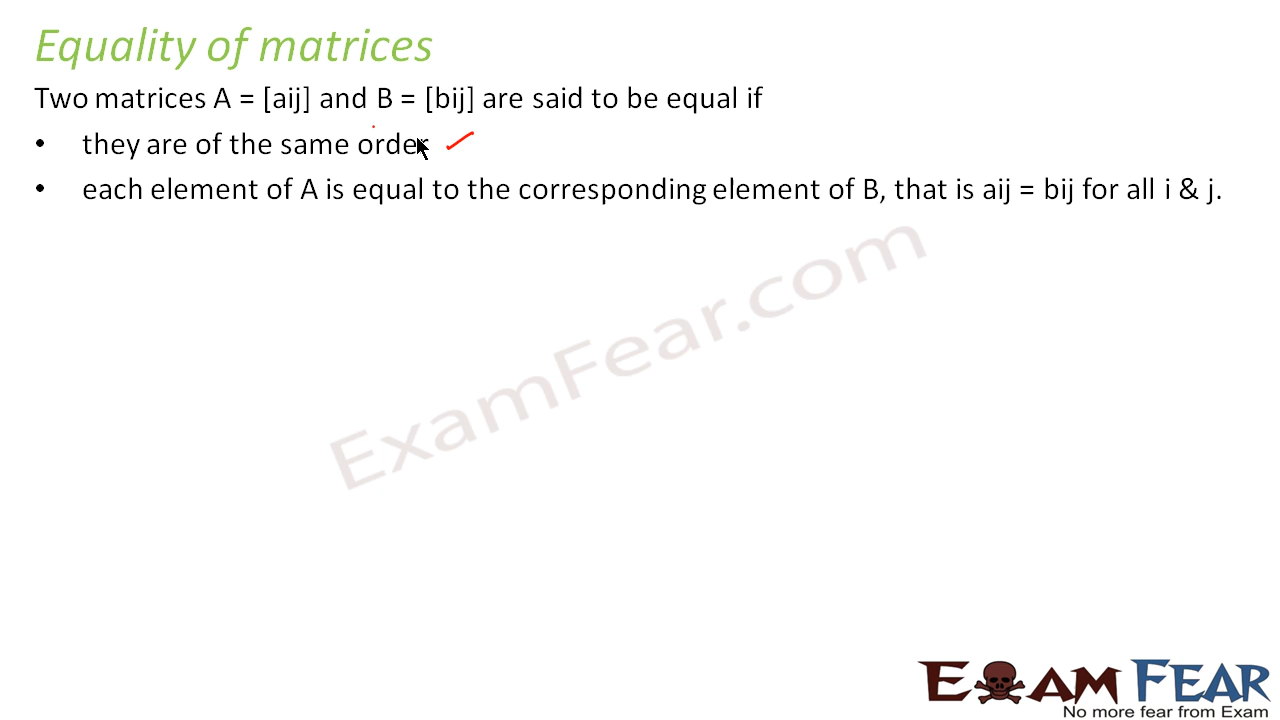 Equality of matrices
Two matrices A = [aij] and B = [bij] are said to be equal if
• they are of the same order
• each element of A is equal to the corresponding element of B, that is aij = bij for all i & j.
ExamFear.com
EXAM FEAR
No more fear from Exam